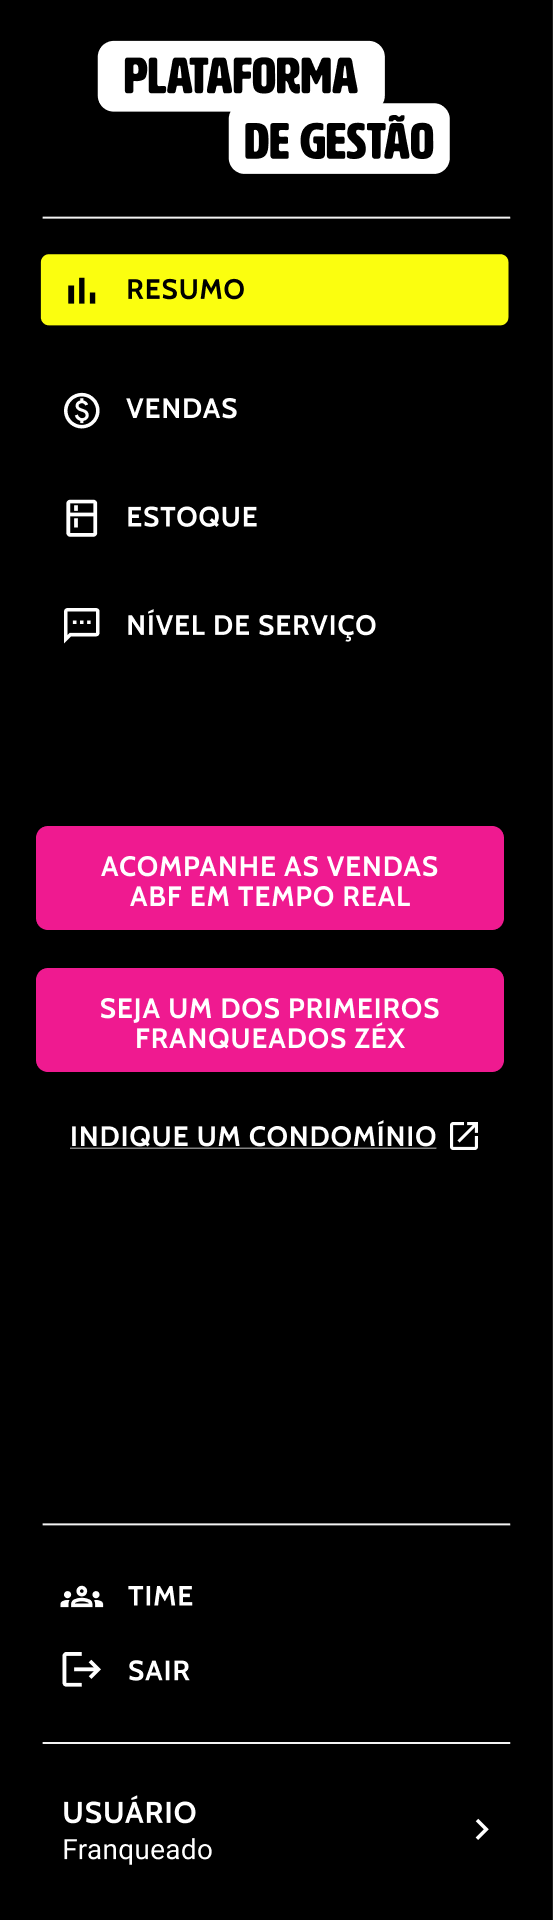 PLATAFORMA
DE GESTÃO
RESUMO
VENDAS
ESTOQUE
NÍVEL DE SERVIÇO
ACOMPANHE AS VENDAS
ABF EM TEMPO REAL
SEJA UM DOS PRIMEIROS
FRANQUEADOS ZÉX
INDIQUE UM CONDOMÍNIO
TIME
SAIR
USUÁRIO
Franqueado